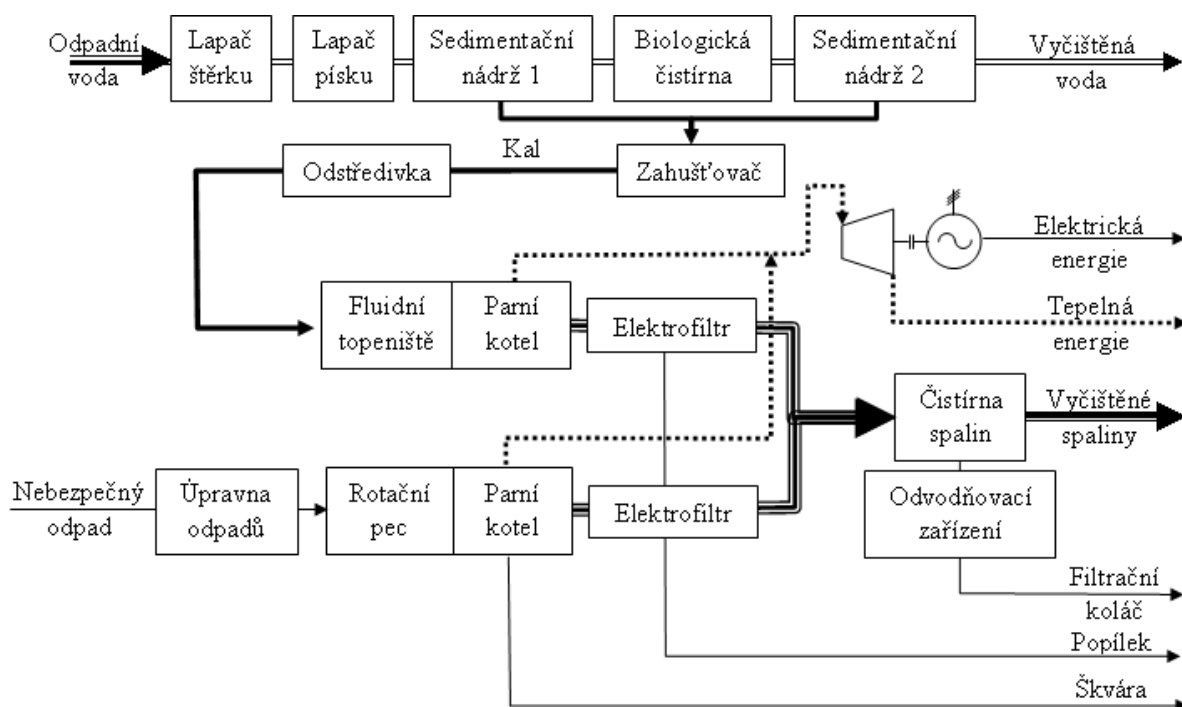 Odpadní
voda
Lapač
štěrku
Lapač
písku
Sedimentační
nádrž 1
Biologická
čistírna
Sedimentační
nádrž 2
Vyčištěná
voda
Odstředivka
Kal
Zahušťovač
Elektrická
energie
Tepelná
energie
Fluidní
topeniště
Parní
kotel
Elektrofiltr
Čistírna
spalin
Vyčištěné
spaliny
Nebezpečný
odpad
Úpravna
odpadů
Rotační
pec
Parní
kotel
Elektrofiltr
Odvodňovací
zařízení
Filtrační
koláč
Popílek
Škvára